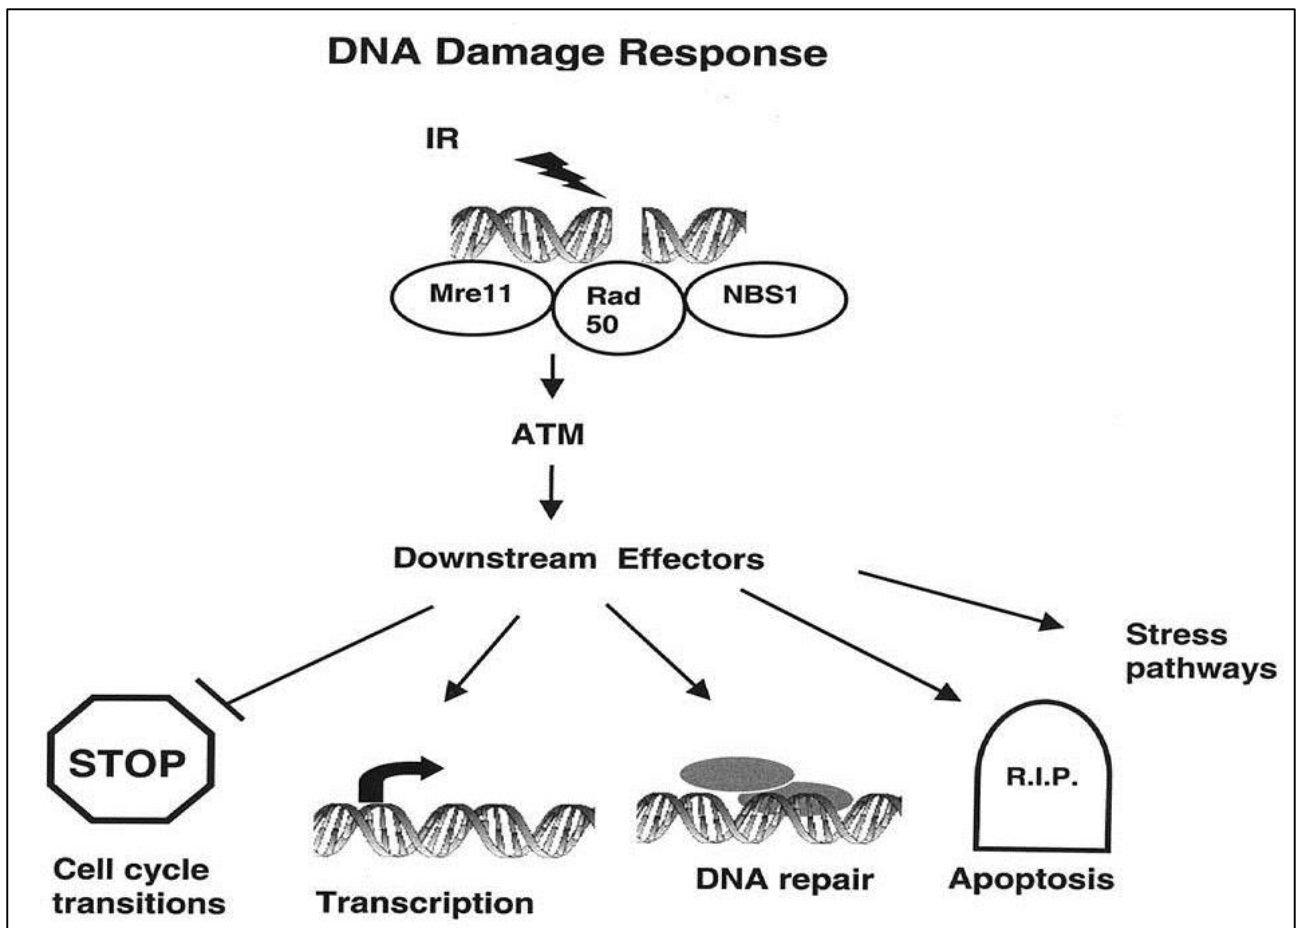 DNA Damage Response
IR
Mre11
Rad
50
NBS1
ATM
Downstream Effectors
Stress
pathways
STOP
R.I.P.
Cell cycle
transitions
Transcription
DNA repair
Apoptosis